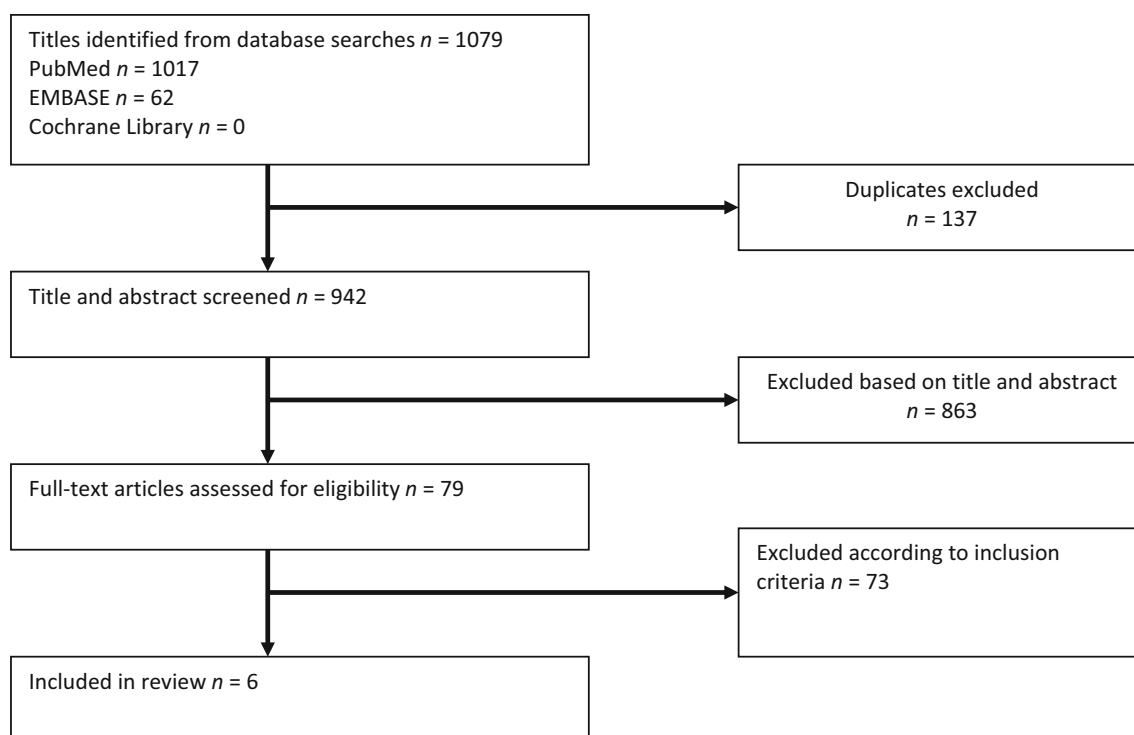 Titles identified from database searches n = 1079
PubMed n = 1017
EMBASE n = 62
Cochrane Library n = 0
Duplicates excluded
n = 137
Title and abstract screened n = 942
Excluded based on title and abstract
n = 863
Full-text articles assessed for eligibility n = 79
Excluded according to inclusion
criteria n = 73
Included in review n = 6